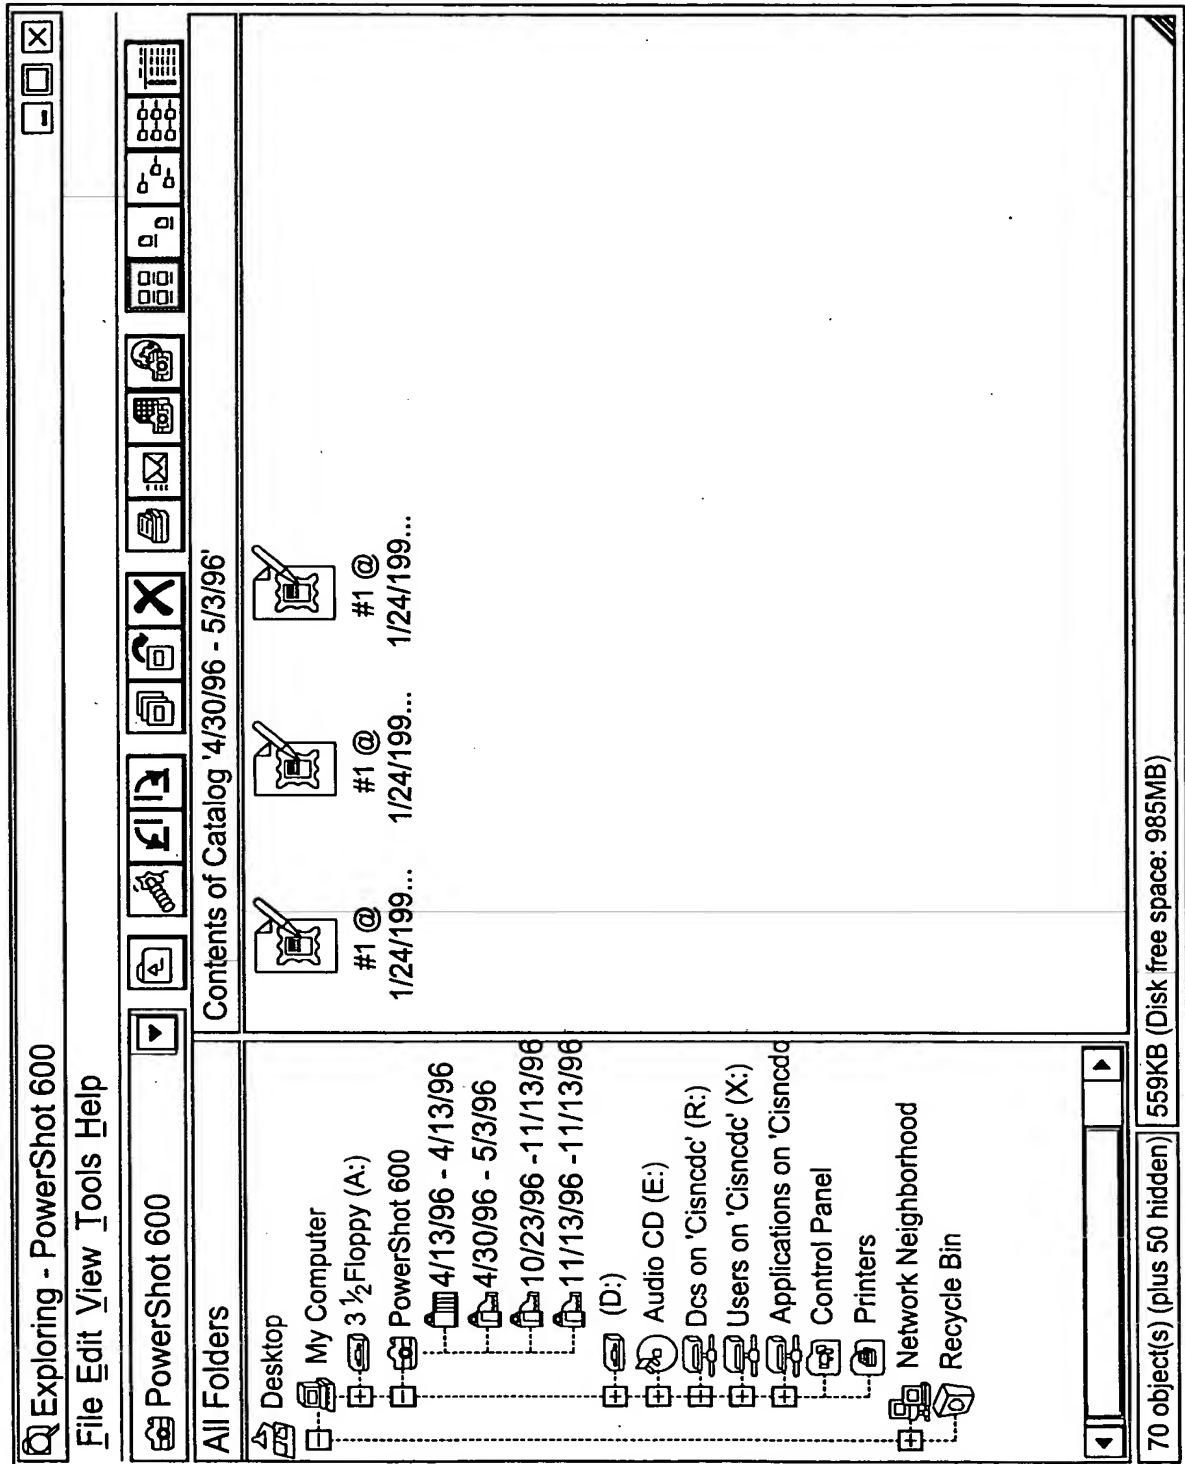 Exploring - PowerShot 600
File Edit View Tools Help
PowerShot 600
All Folders
Contents of Catalog '4/30/96 - 5/3/96'
Desktop
My Computer
3 ½ Floppy (A:)
PowerShot 600
4/13/96 - 4/13/96
4/30/96 - 5/3/96
10/23/96 -11/13/96
11/13/96 -11/13/96
(D:)
Audio CD (E:)
Dcs on 'Cisncdc' (R:)
Users on 'Cisncdc' (X:)
Applications on 'Cisncdc
Control Panel
Printers
Network Neighborhood
Recycle Bin
#1 @
1/24/199...
#1 @
1/24/199...
#1 @
1/24/199...
70 object(s) (plus 50 hidden)
559KB (Disk free space: 985MB)